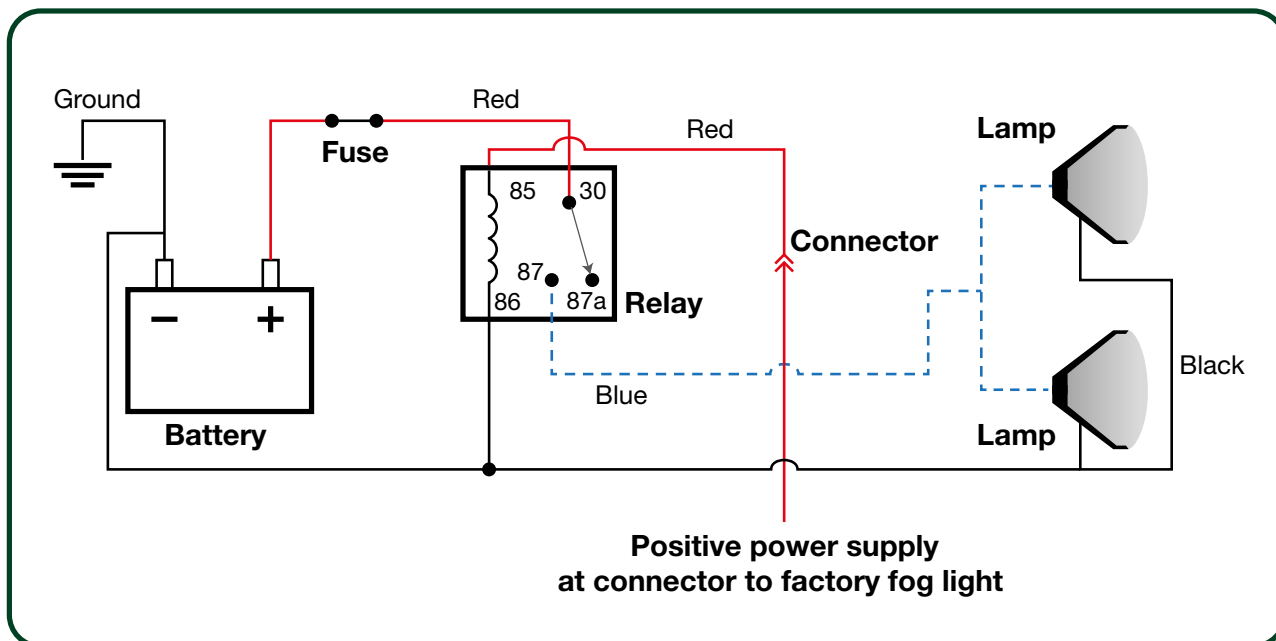 Ground
Red
Fuse
Red
Lamp
85
30
Connector
87
86
87a
Relay
−
+
Blue
Black
Battery
Lamp
Positive power supply
at connector to factory fog light